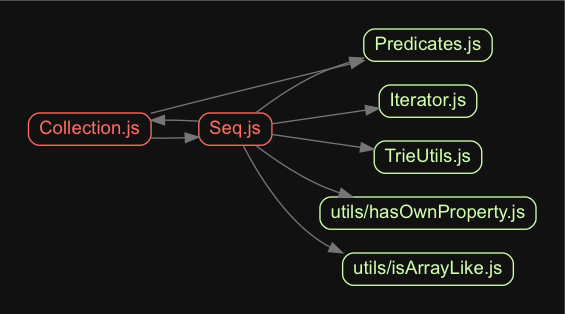 Predicates.js
Iterator.js
Collection.js
Seq.js
TrieUtils.js
utils/hasOwnProperty.js
utils/isArrayLike.js